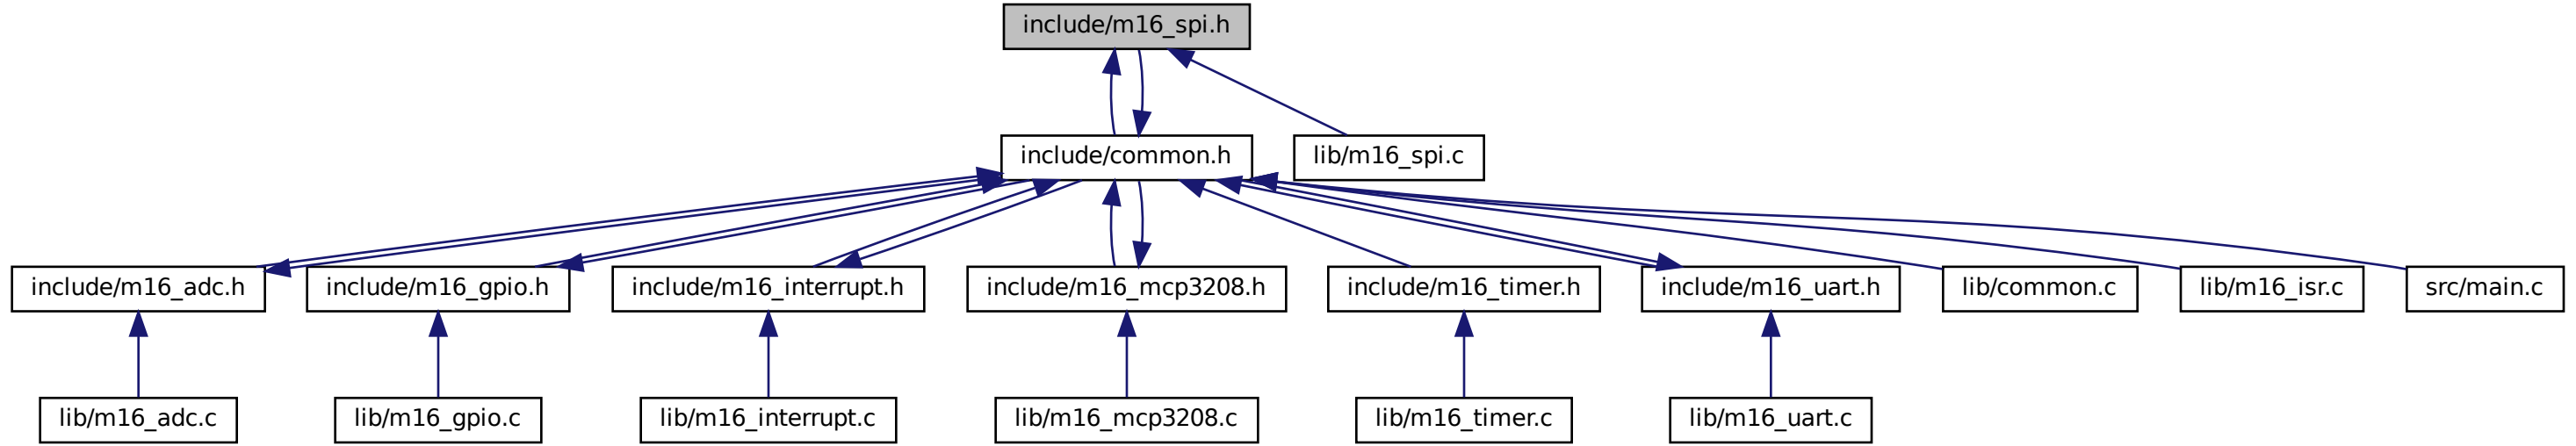 include/m16_spi.h
include/common.h
lib/m16_spi.c
include/m16_adc.h
include/m16_gpio.h
include/m16_interrupt.h
include/m16_mcp3208.h
include/m16_timer.h
include/m16_uart.h
lib/common.c
lib/m16_isr.c
src/main.c
lib/m16_adc.c
lib/m16_gpio.c
lib/m16_interrupt.c
lib/m16_mcp3208.c
lib/m16_timer.c
lib/m16_uart.c